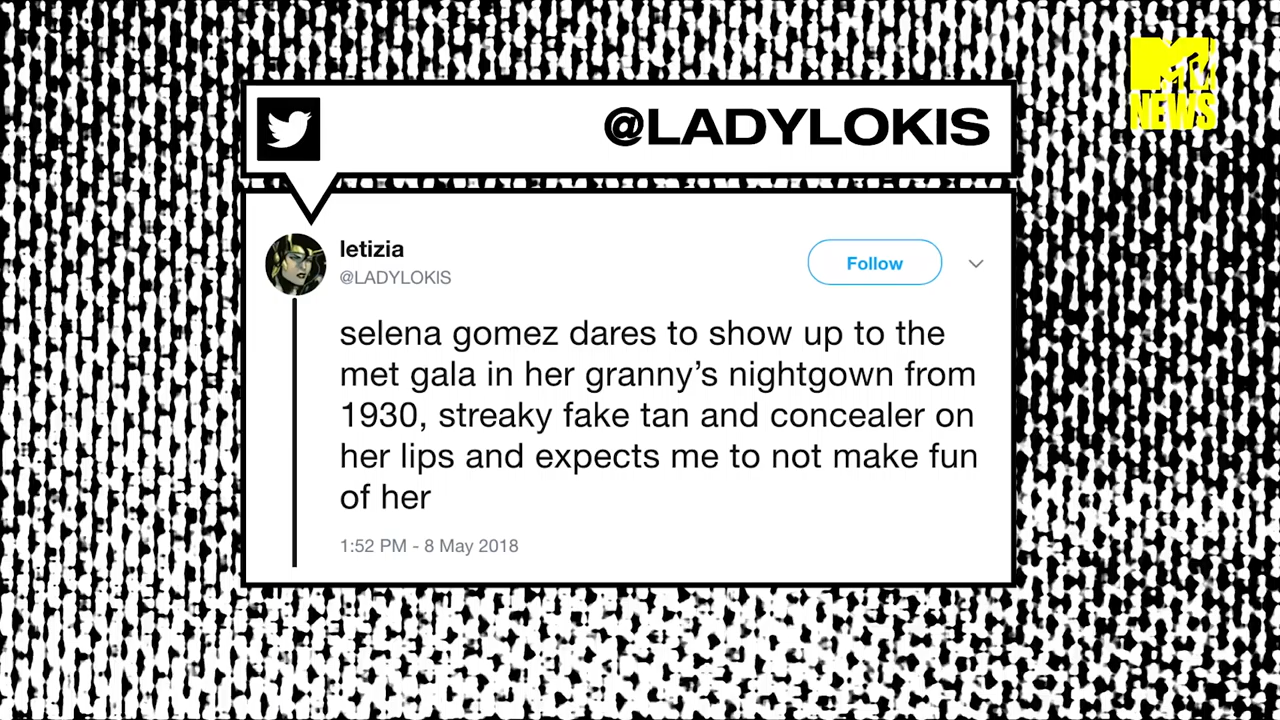 @LADYLOKIS
MTV
NEWS
letizia
@LADYLOKIS
Follow
selena gomez dares to show up to the
met gala in her granny’s nightgown from
1930, streaky fake tan and concealer on
her lips and expects me to not make fun
of her
1:52 PM - 8 May 2018